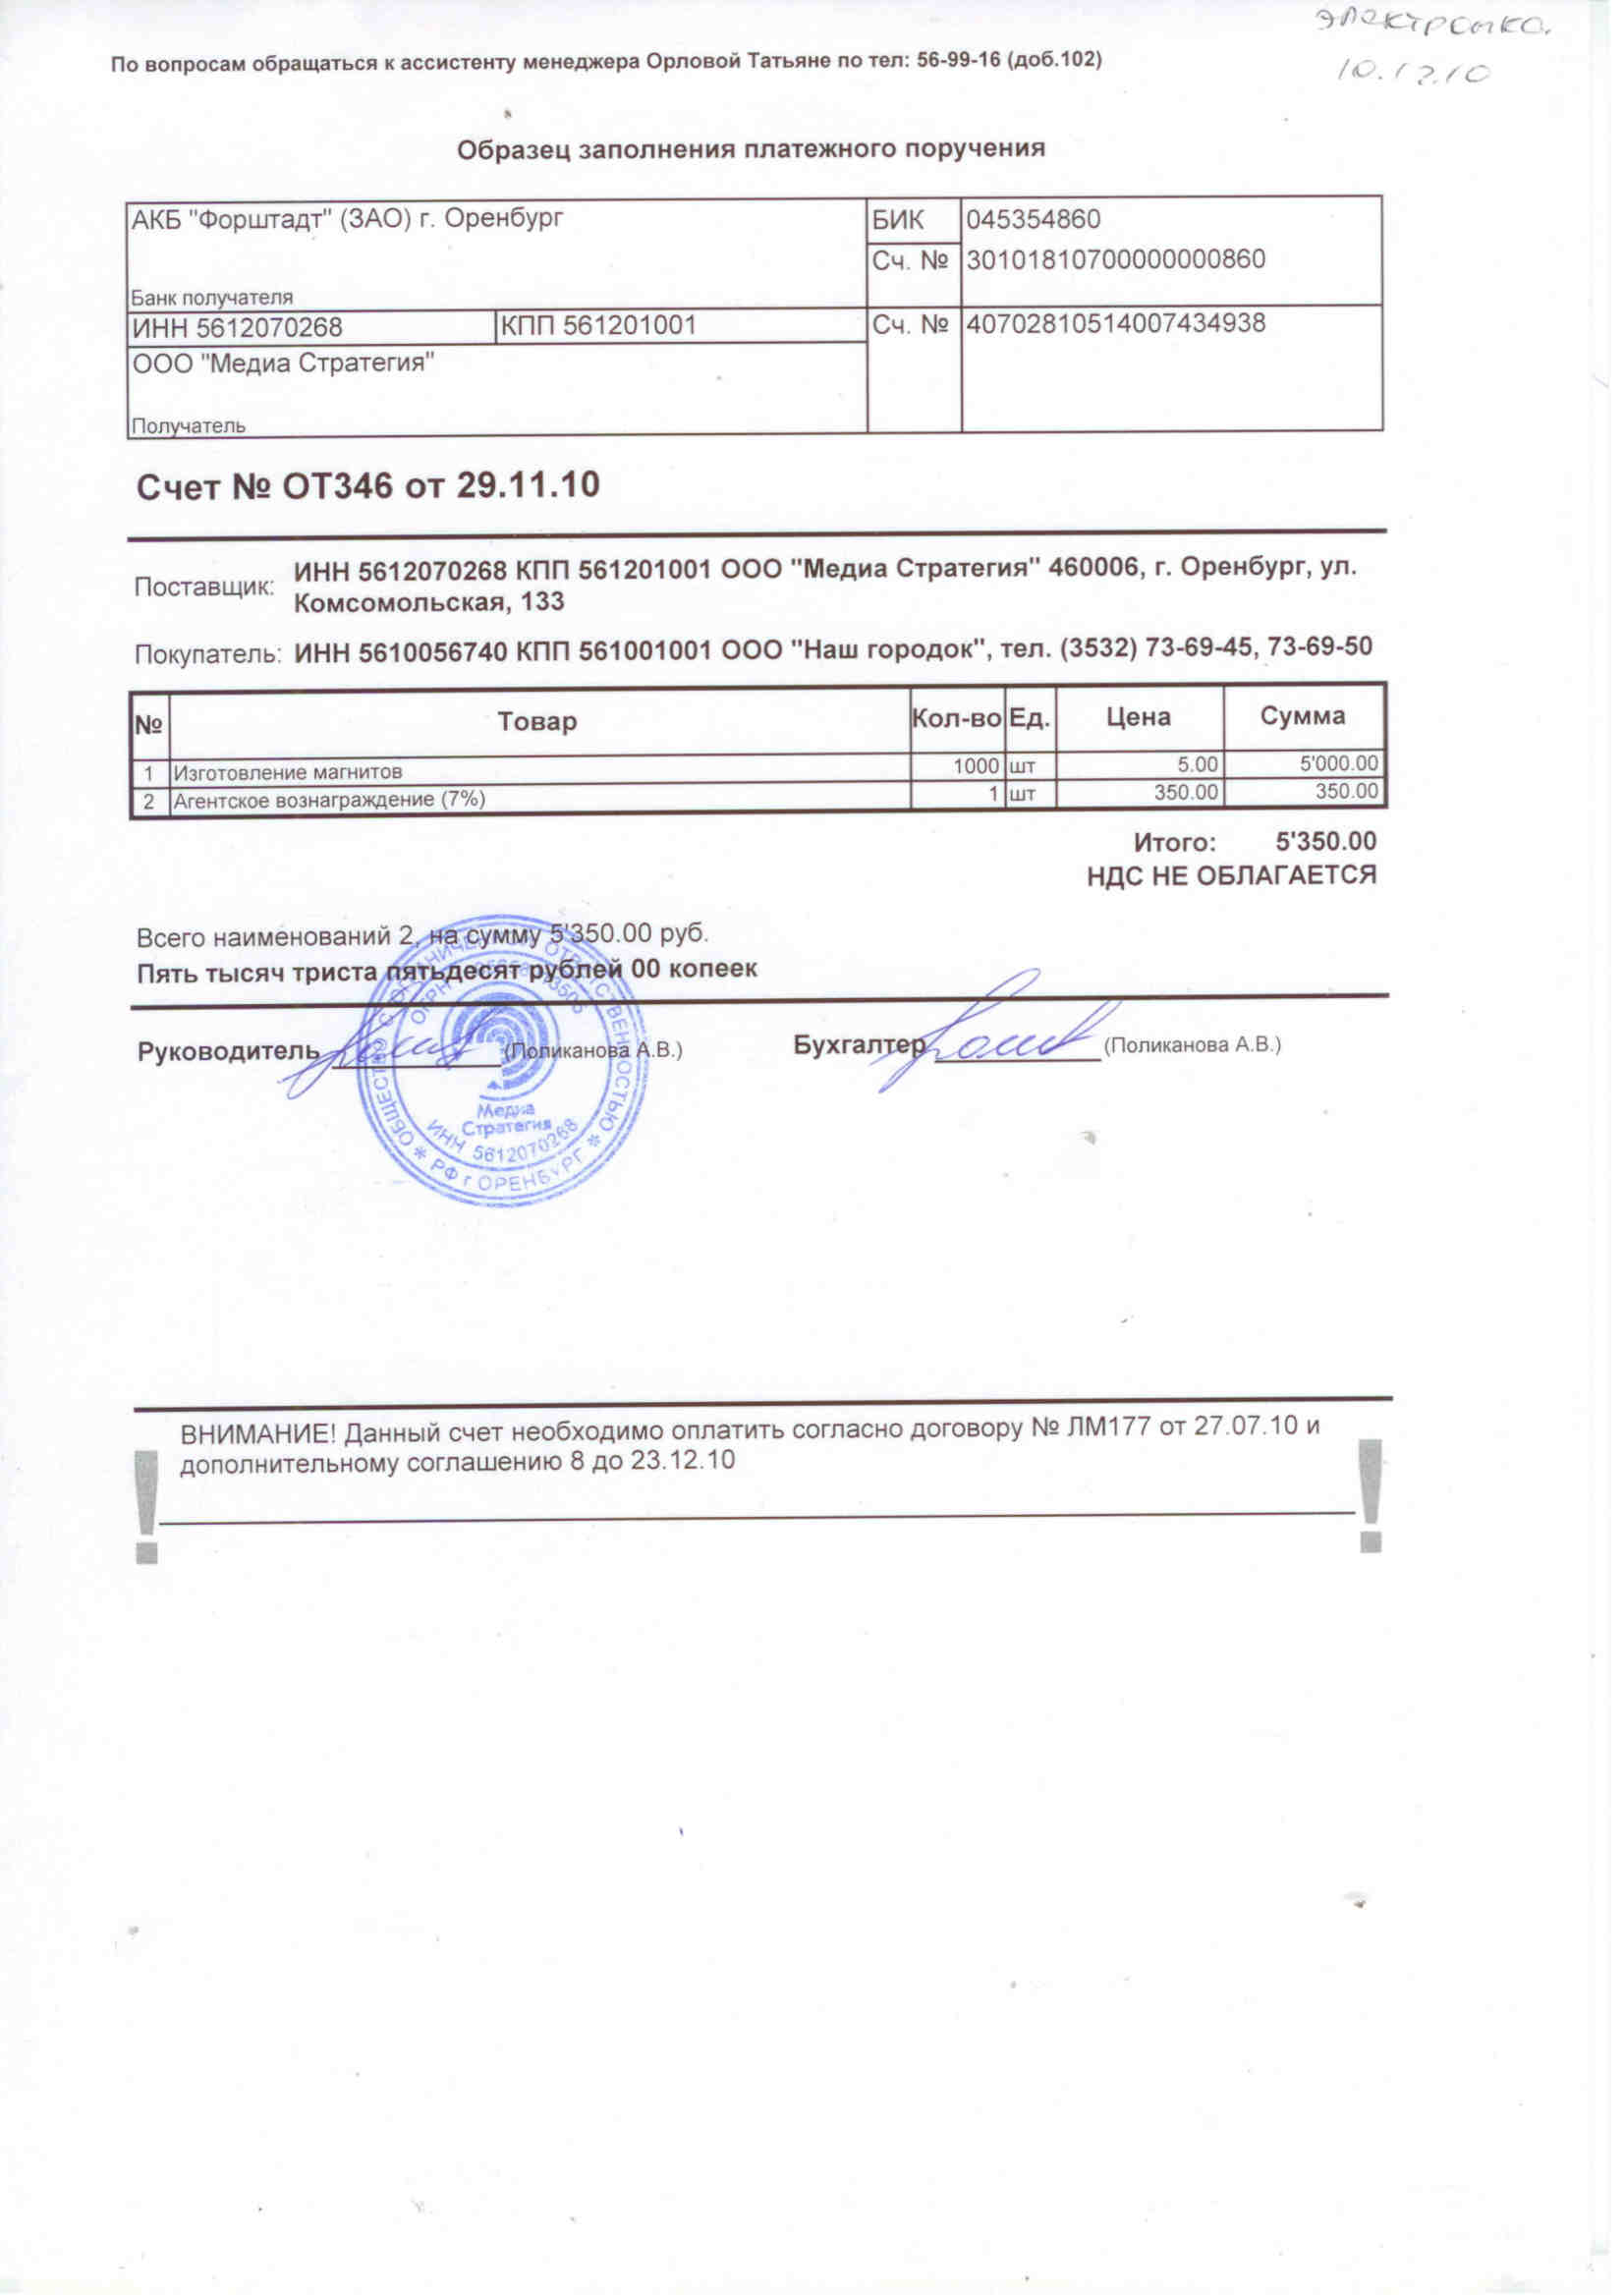 электроника.
10.12.10
По вопросам обращаться к ассистенту менеджера Орловой Татьяне по тел: 56-99-16 (доб.102)
Образец заполнения платежного поручения
АКБ "Форштадт" (ЗАО) г. Оренбург
БИК 045354860
Сч. № 30101810700000000860
Банк получателя
ИНН 5612070268 КПП 561201001 Сч. № 40702810514007434938
ООО "Медиа Стратегия"
Получатель
Счет № ОТ346 от 29.11.10
Поставщик: ИНН 5612070268 КПП 561201001 ООО "Медиа Стратегия" 460006, г. Оренбург, ул.
Комсомольская, 133
Покупатель: ИНН 5610056740 КПП 561001001 ООО "Наш городок", тел. (3532) 73-69-45, 73-69-50
№ Товар Кол-во Ед. Цена Сумма
1 Изготовление магнитов 1000 шт 5.00 5'000.00
2 Агентское вознаграждение (7%) 1 шт 350.00 350.00
Итого: 5'350.00
НДС НЕ ОБЛАГАЕТСЯ
Всего наименований 2, на сумму 5'350.00 руб.
Пять тысяч триста пятьдесят рублей 00 копеек
Руководитель (Поликанова А.В.) Бухгалтер (Поликанова А.В.)
ОБЩЕСТВО С ОГРАНИЧЕННОЙ ОТВЕТСТВЕННОСТЬЮ
ОГРН
Медиа
Стратегия
ИНН 5612070268
* РФ г ОРЕНБУРГ *
ВНИМАНИЕ! Данный счет необходимо оплатить согласно договору № ЛМ177 от 27.07.10 и
дополнительному соглашению 8 до 23.12.10
! !